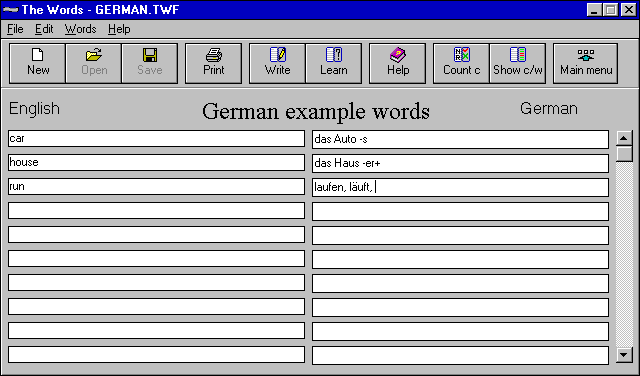 The Words - GERMAN.TWF
File Edit Words Help
New Open Save Print Write Learn Help Count c Show c/w Main menu
English German example words German
car das Auto -s
house das Haus -er+
run laufen, läuft,